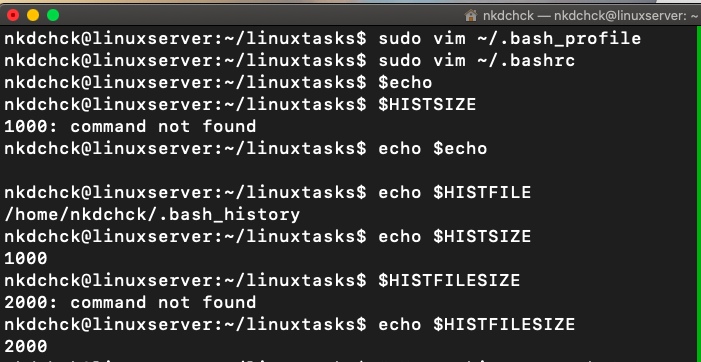 nkdchck — nkdchck@linuxserver: ~
nkdchck@linuxserver:~/linuxtasks$ sudo vim ~/.bash_profile
nkdchck@linuxserver:~/linuxtasks$ sudo vim ~/.bashrc
nkdchck@linuxserver:~/linuxtasks$ $echo
nkdchck@linuxserver:~/linuxtasks$ $HISTSIZE
1000: command not found
nkdchck@linuxserver:~/linuxtasks$ echo $echo
nkdchck@linuxserver:~/linuxtasks$ echo $HISTFILE
/home/nkdchck/.bash_history
nkdchck@linuxserver:~/linuxtasks$ echo $HISTSIZE
1000
nkdchck@linuxserver:~/linuxtasks$ $HISTFILESIZE
2000: command not found
nkdchck@linuxserver:~/linuxtasks$ echo $HISTFILESIZE
2000